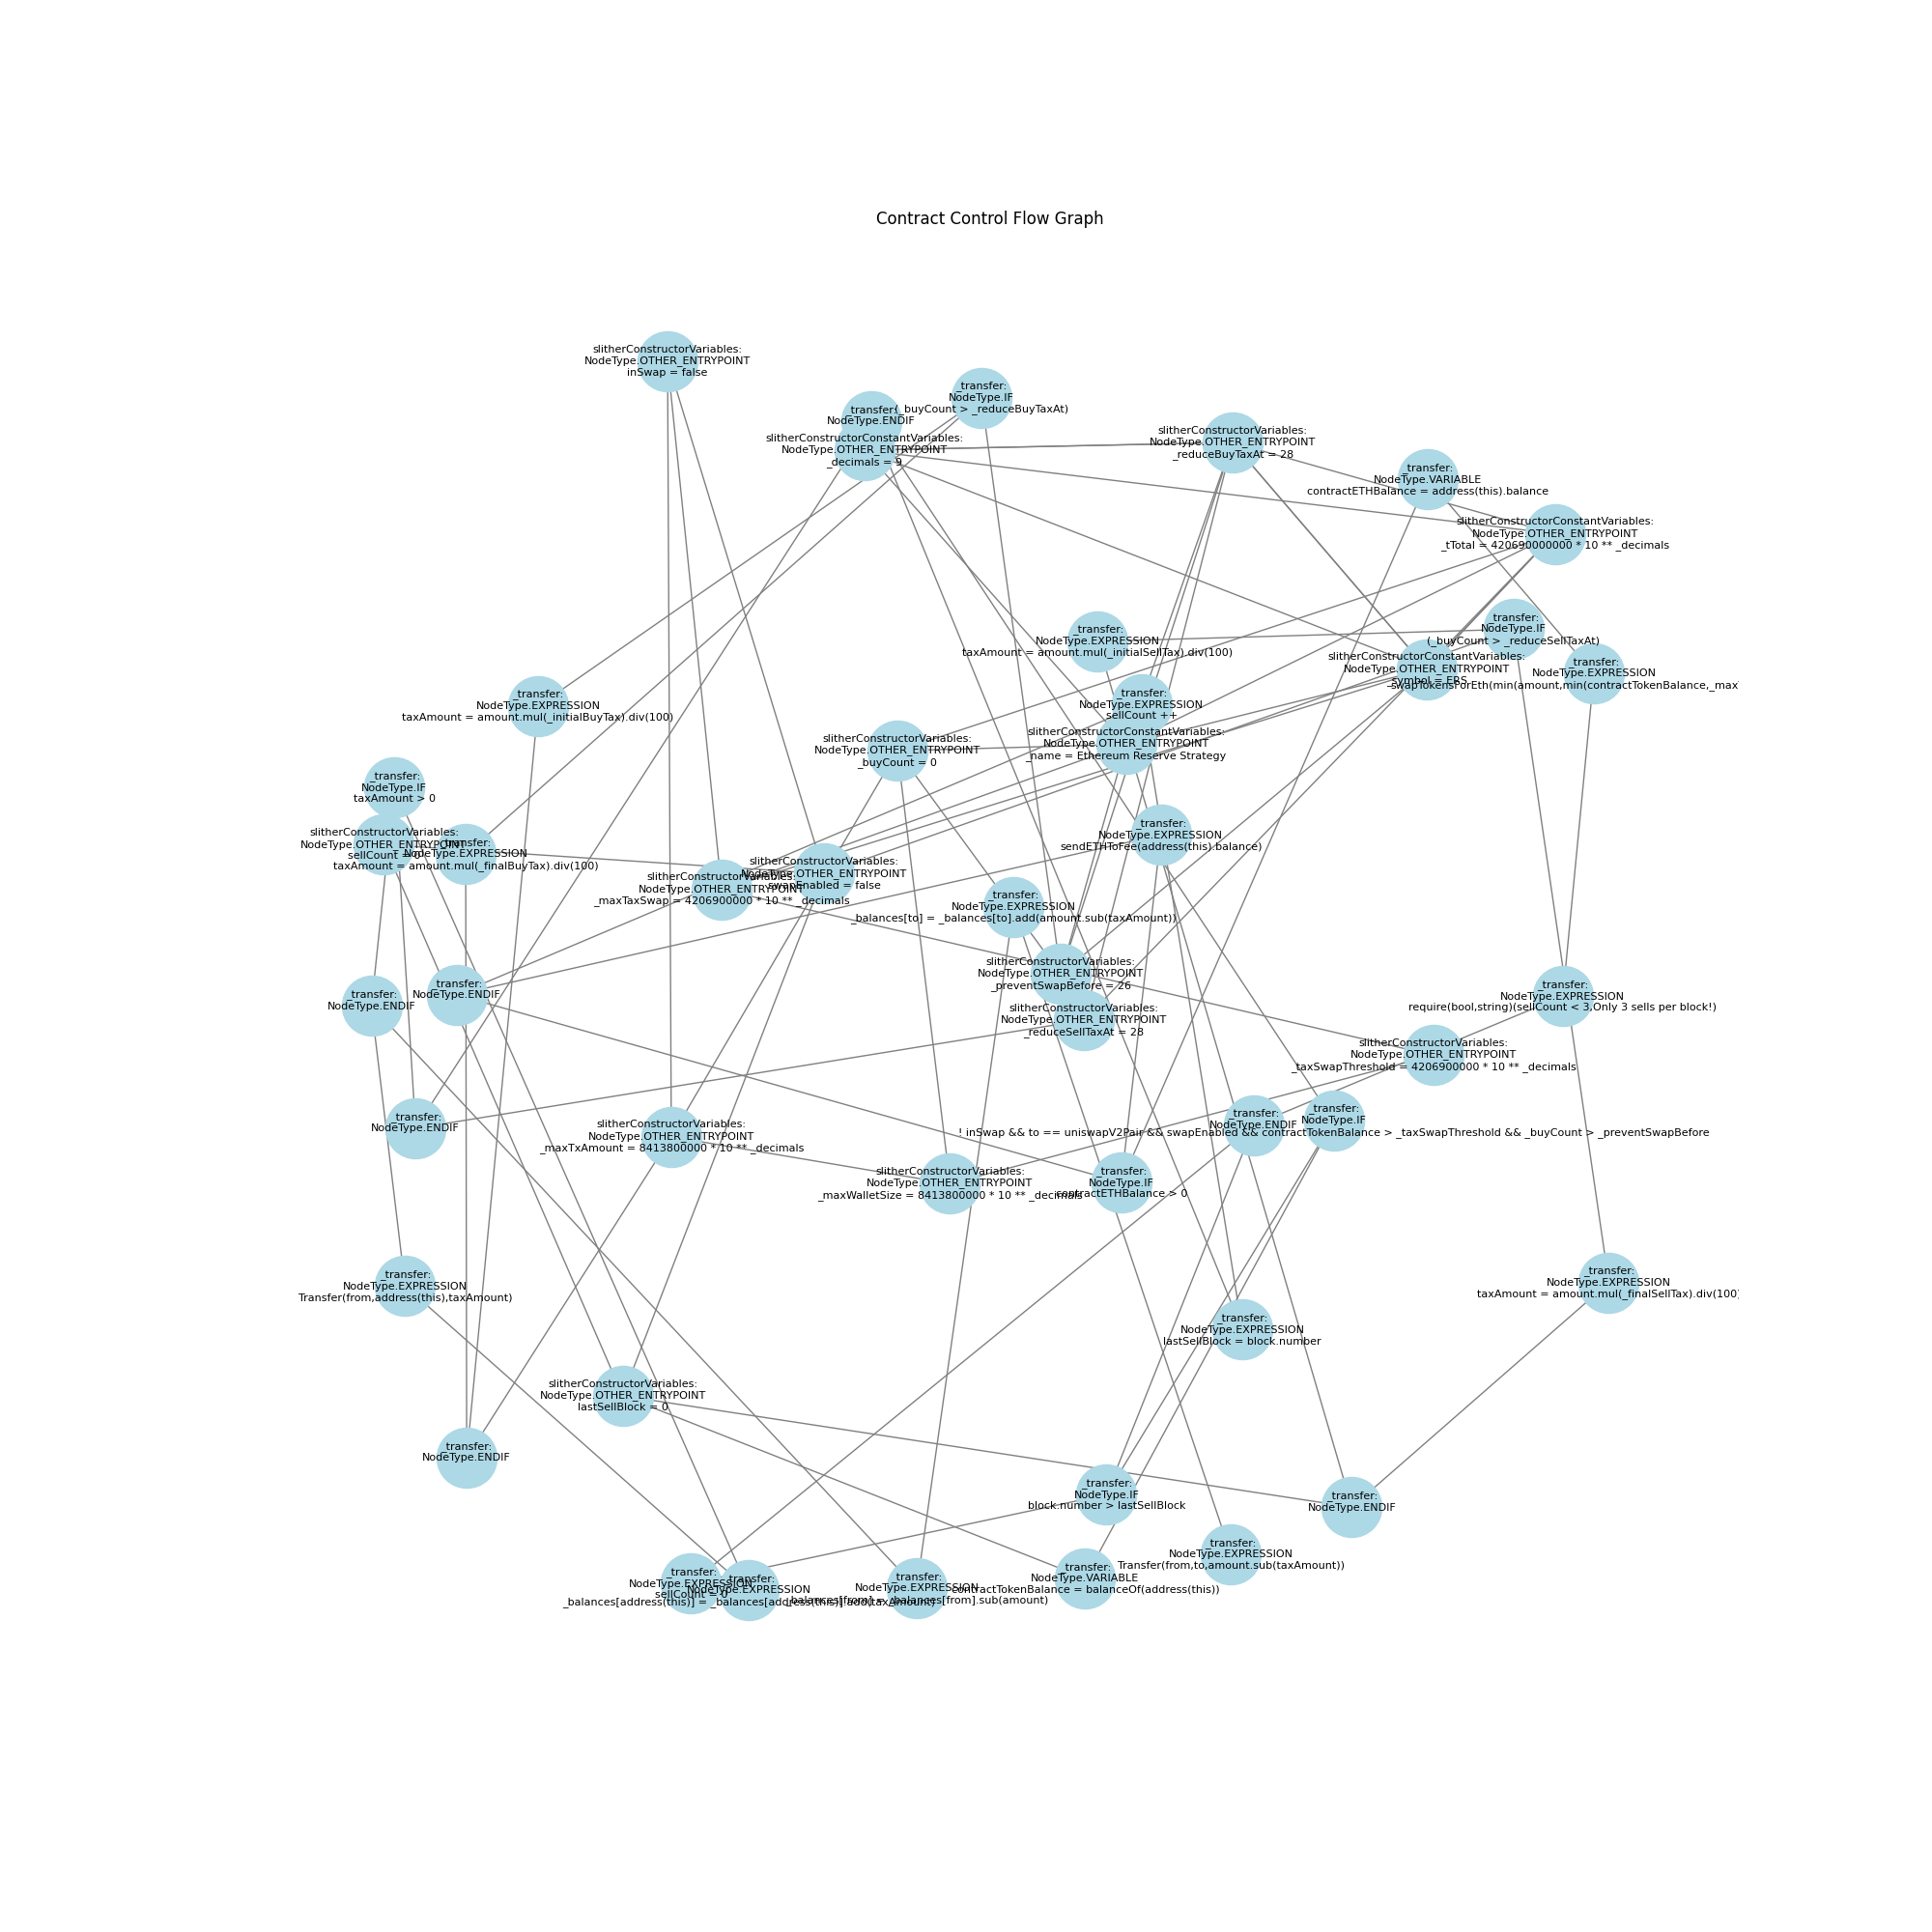 Contract Control Flow Graph
slitherConstructorVariables:
NodeType.OTHER_ENTRYPOINT
inSwap = false
_transfer:
NodeType.IF
(_buyCount > _reduceBuyTaxAt)
_transfer:
NodeType.ENDIF
slitherConstructorConstantVariables:
NodeType.OTHER_ENTRYPOINT
_decimals = 9
slitherConstructorVariables:
NodeType.OTHER_ENTRYPOINT
_reduceBuyTaxAt = 28
_transfer:
NodeType.VARIABLE
contractETHBalance = address(this).balance
slitherConstructorConstantVariables:
NodeType.OTHER_ENTRYPOINT
_tTotal = 420690000000 * 10 ** _decimals
_transfer:
NodeType.IF
(_buyCount > _reduceSellTaxAt)
_transfer:
NodeType.EXPRESSION
taxAmount = amount.mul(_initialSellTax).div(100)
slitherConstructorConstantVariables:
NodeType.OTHER_ENTRYPOINT
_symbol = ERS
_transfer:
NodeType.EXPRESSION
swapTokensForEth(min(amount,min(contractTokenBalance,_max
_transfer:
NodeType.EXPRESSION
taxAmount = amount.mul(_initialBuyTax).div(100)
_transfer:
NodeType.EXPRESSION
sellCount ++
slitherConstructorConstantVariables:
NodeType.OTHER_ENTRYPOINT
_name = Ethereum Reserve Strategy
slitherConstructorVariables:
NodeType.OTHER_ENTRYPOINT
_buyCount = 0
_transfer:
NodeType.IF
taxAmount > 0
slitherConstructorVariables:
NodeType.OTHER_ENTRYPOINT
sellCount = 0
_transfer:
NodeType.EXPRESSION
taxAmount = amount.mul(_finalBuyTax).div(100)
_transfer:
NodeType.EXPRESSION
sendETHToFee(address(this).balance)
slitherConstructorVariables:
NodeType.OTHER_ENTRYPOINT
swapEnabled = false
slitherConstructorVariables:
NodeType.OTHER_ENTRYPOINT
_maxTaxSwap = 4206900000 * 10 ** _decimals
_transfer:
NodeType.EXPRESSION
_balances[to] = _balances[to].add(amount.sub(taxAmount))
slitherConstructorVariables:
NodeType.OTHER_ENTRYPOINT
_preventSwapBefore = 26
_transfer:
NodeType.ENDIF
_transfer:
NodeType.ENDIF
_transfer:
NodeType.EXPRESSION
require(bool,string)(sellCount < 3,Only 3 sells per block!)
slitherConstructorVariables:
NodeType.OTHER_ENTRYPOINT
_reduceSellTaxAt = 28
slitherConstructorVariables:
NodeType.OTHER_ENTRYPOINT
_taxSwapThreshold = 4206900000 * 10 ** _decimals
_transfer:
NodeType.ENDIF
_transfer:
NodeType.ENDIF
_transfer:
NodeType.IF
! inSwap && to == uniswapV2Pair && swapEnabled && contractTokenBalance > _taxSwapThreshold && _buyCount > _preventSwapBefore
slitherConstructorVariables:
NodeType.OTHER_ENTRYPOINT
_maxTxAmount = 8413800000 * 10 ** _decimals
slitherConstructorVariables:
NodeType.OTHER_ENTRYPOINT
_maxWalletSize = 8413800000 * 10 ** _decimals
_transfer:
NodeType.IF
contractETHBalance > 0
_transfer:
NodeType.EXPRESSION
Transfer(from,address(this),taxAmount)
_transfer:
NodeType.EXPRESSION
taxAmount = amount.mul(_finalSellTax).div(100)
_transfer:
NodeType.EXPRESSION
lastSellBlock = block.number
slitherConstructorVariables:
NodeType.OTHER_ENTRYPOINT
lastSellBlock = 0
_transfer:
NodeType.ENDIF
_transfer:
NodeType.IF
block.number > lastSellBlock
_transfer:
NodeType.ENDIF
_transfer:
NodeType.EXPRESSION
Transfer(from,to,amount.sub(taxAmount))
_transfer:
NodeType.EXPRESSION
sellCount = 0
_transfer:
NodeType.EXPRESSION
_balances[address(this)] = _balances[address(this)].add(taxAmount)
_transfer:
NodeType.EXPRESSION
_balances[from] = _balances[from].sub(amount)
_transfer:
NodeType.VARIABLE
contractTokenBalance = balanceOf(address(this))